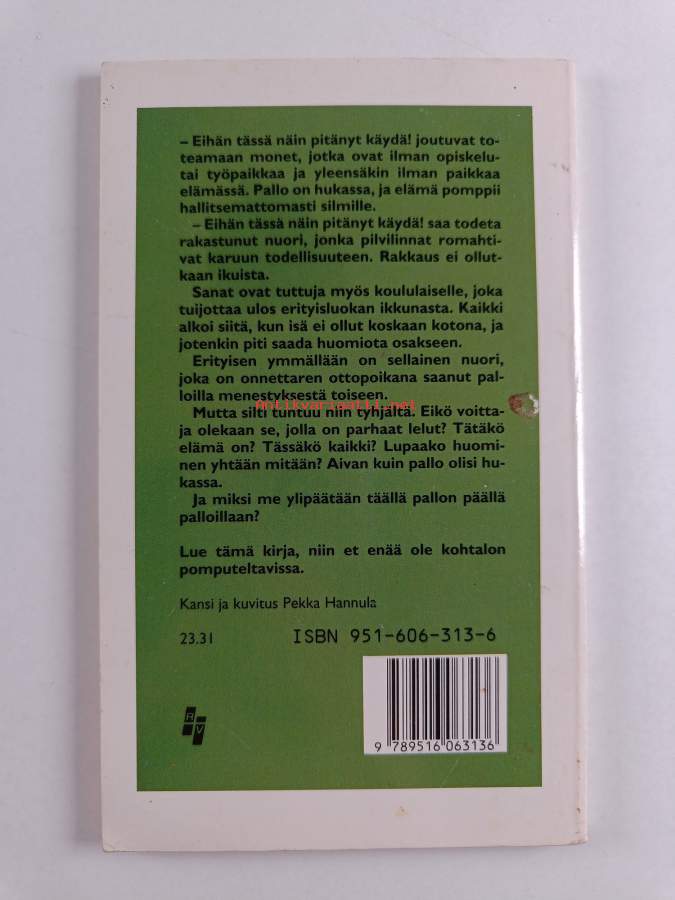 – Eihän tässä näin pitänyt käydä! joutuvat to-
teamaan monet, jotka ovat ilman opiskelu-
tai työpaikkaa ja yleensäkin ilman paikkaa
elämässä. Pallo on hukassa, ja elämä pomppii
hallitsemattomasti silmille.
– Eihän tässä näin pitänyt käydä! saa todeta
rakastunut nuori, jonka pilvilinnat romahti-
vat karuun todellisuuteen. Rakkaus ei ollut-
kaan ikuista.
Sanat ovat tuttuja myös koululaiselle, joka
tuijottaa ulos erityisluokan ikkunasta. Kaikki
alkoi siitä, kun isä ei ollut koskaan kotona, ja
jotenkin piti saada huomiota osakseen.
Erityisen ymmällään on sellainen nuori,
joka on onnettaren ottopoikana saanut pal-
loilla menestyksestä toiseen.
Antikvariaatti.net
Mutta silti tuntuu niin tyhjältä. Eikö voitta-
ja olekaan se, jolla on parhaat lelut? Tätäkö
elämä on? Tässäkö kaikki? Lupaako huomi-
nen yhtään mitään? Aivan kuin pallo olisi hu-
kassa.
Ja miksi me ylipäätään täällä pallon päällä
palloillaan?
Lue tämä kirja, niin et enää ole kohtalon
pomputeltavissa.
Kansi ja kuvitus Pekka Hannula
23.31
ISBN 951-606-313-6
RV
9 789516 063136